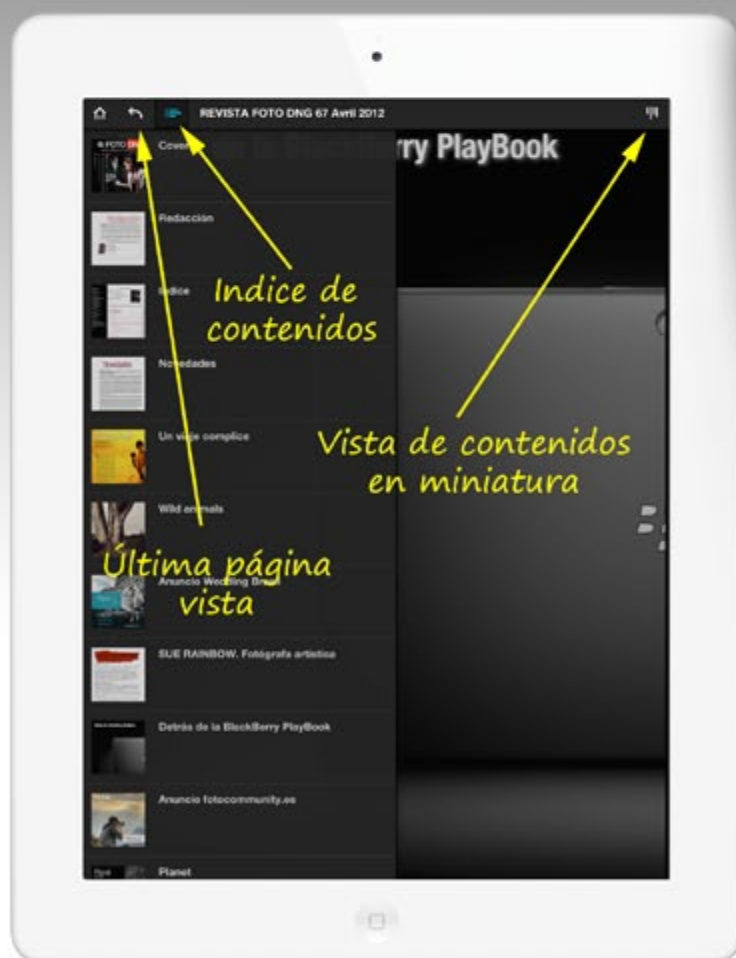 REVISTA FOTO DNG 67 Avril 2012
Cover
rry PlayBook
Redacción
Indice
Indice de
contenidos
Novedades
Un viaje complice
Vista de contenidos
en miniatura
Wild animals
Última página
vista
Anuncio Wedding
SUE RAINBOW. Fotógrafa artística
Detrás de la BlackBerry PlayBook
Anuncio fotocommunity.es
Planet